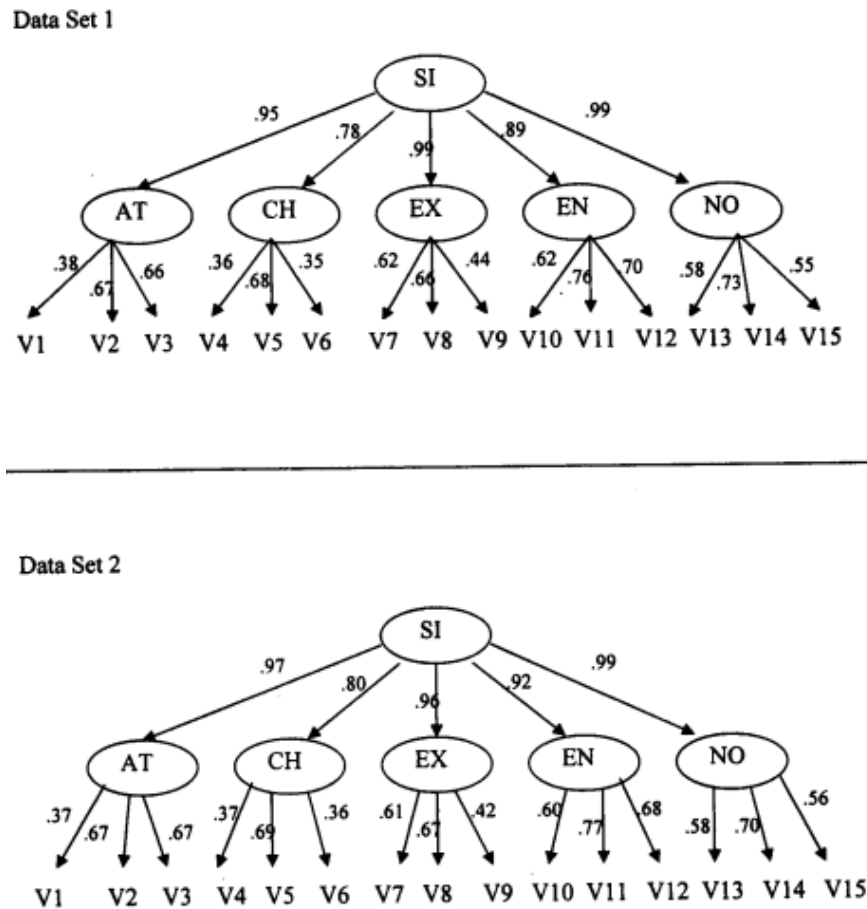 Data Set 1
SI
.95 .78 .99 .89 .99
AT CH EX EN NO
.38 .67 .66 .36 .68 .35 .62 .66 .44 .62 .76 .70 .58 .73 .55
V1 V2 V3 V4 V5 V6 V7 V8 V9 V10 V11 V12 V13 V14 V15
Data Set 2
SI
.97 .80 .96 .92 .99
AT CH EX EN NO
.37 .67 .67 .37 .69 .36 .61 .67 .42 .60 .77 .68 .58 .70 .56
V1 V2 V3 V4 V5 V6 V7 V8 V9 V10 V11 V12 V13 V14 V15